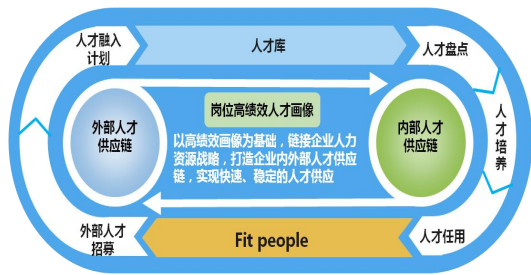 人才融入
计划
人才库
人才盘点
岗位高绩效人才画像
外部人才
供应链
以高绩效画像为基础，链接企业人力
资源战略，打造企业内外部人才供应
链，实现快速、稳定的人才供应
内部人才
供应链
人才培养
外部人才
招募
Fit people
人才任用